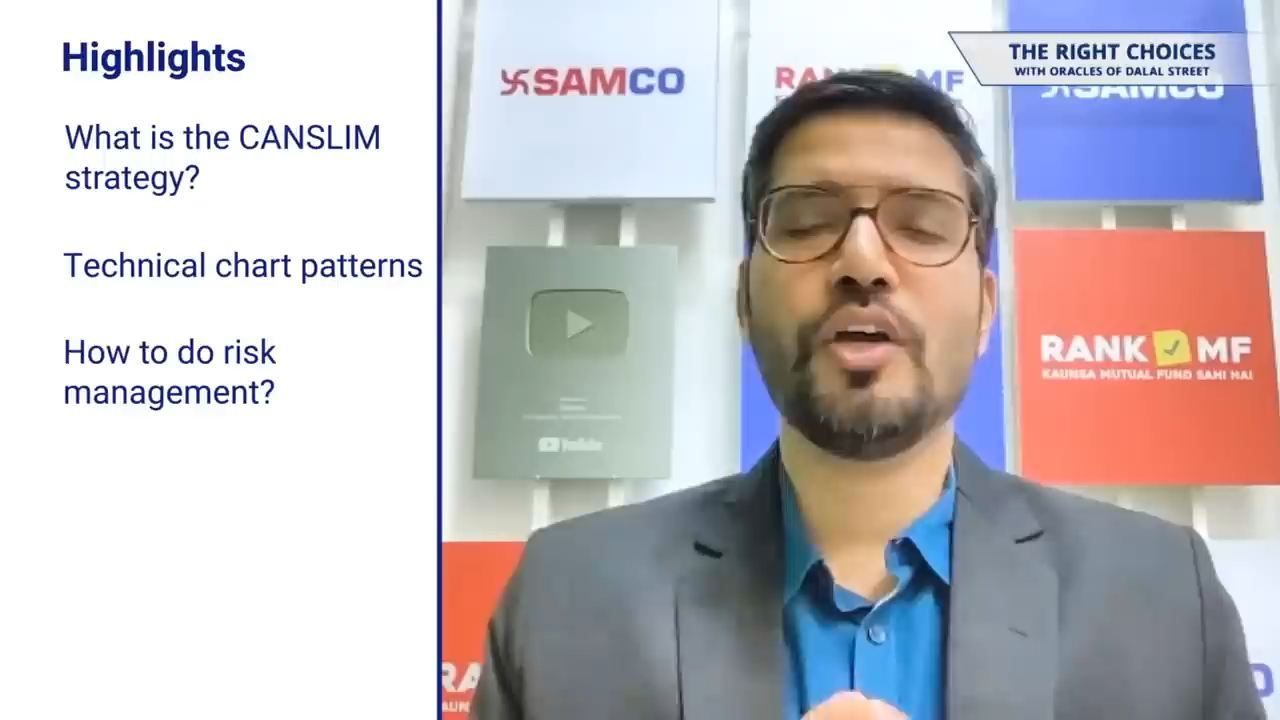 Highlights
What is the CANSLIM
strategy?
Technical chart patterns
How to do risk
management?
SAMCO
THE RIGHT CHOICES
WITH ORACLES OF DALAL STREET
SAMCO
YouTube
RANK MF
KAUNSA MUTUAL FUND SAHI HAI